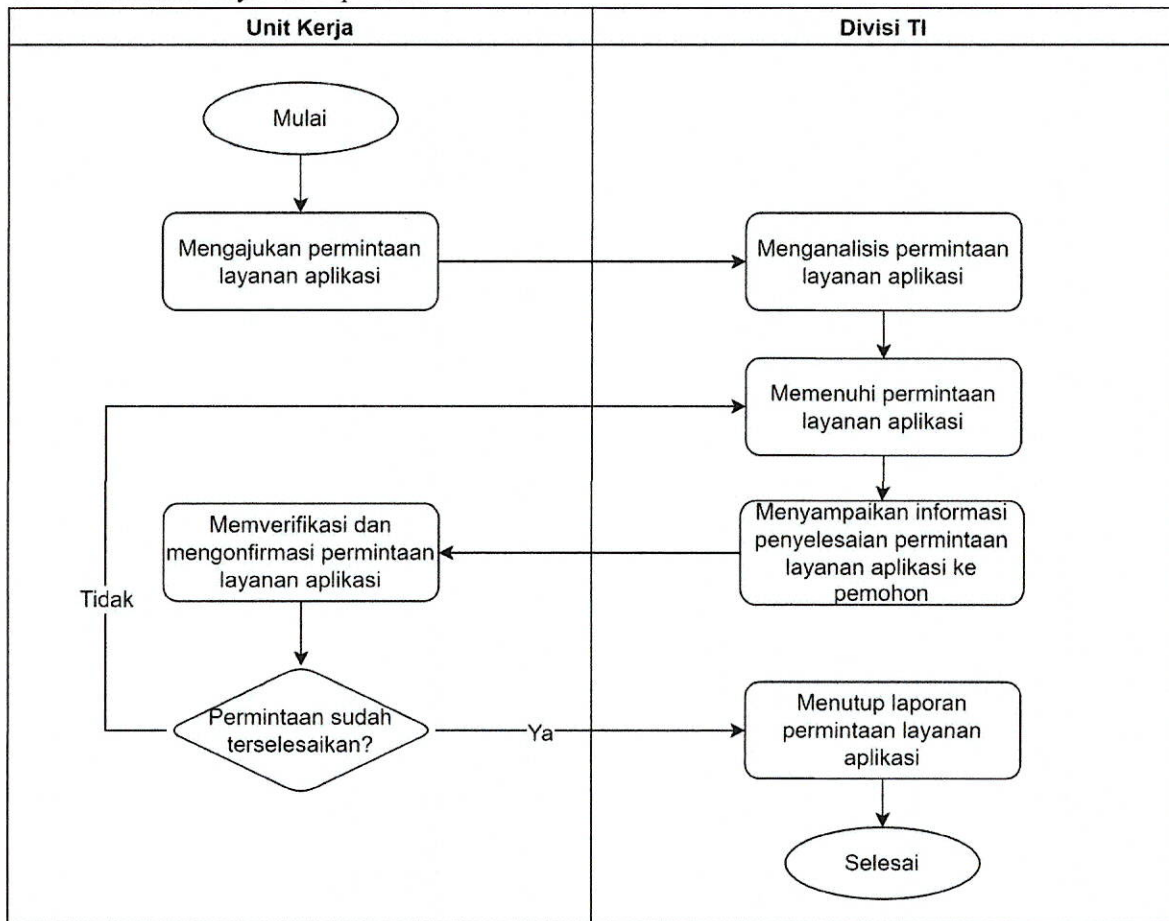 Unit Kerja
Divisi TI
Mulai
Mengajukan permintaan
layanan aplikasi
Menganalisis permintaan
layanan aplikasi
Memenuhi permintaan
layanan aplikasi
Memverifikasi dan
mengonfirmasi permintaan
layanan aplikasi
Menyampaikan informasi
penyelesaian permintaan
layanan aplikasi ke
pemohon
Tidak
Permintaan sudah
terselesaikan?
Ya
Menutup laporan
permintaan layanan
aplikasi
Selesai